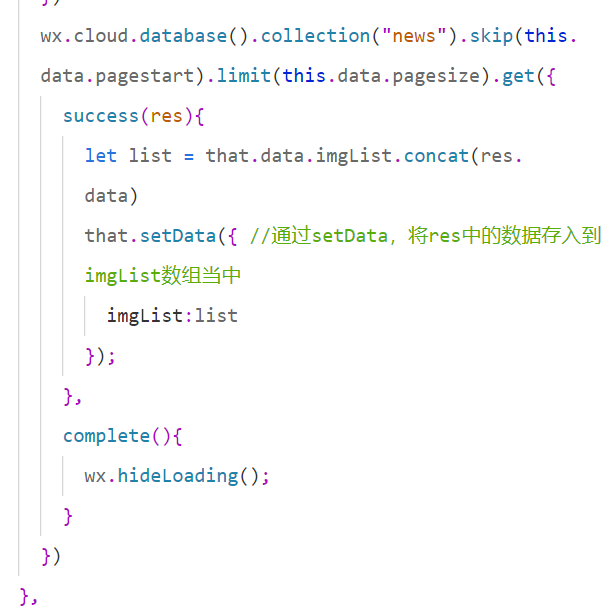 })
wx.cloud.database().collection("news").skip(this.
data.pagestart).limit(this.data.pagesize).get({
success(res){
let list = that.data.imgList.concat(res.
data)
that.setData({ //通过setData，将res中的数据存入到
imgList数组当中
imgList:list
});
},
complete(){
wx.hideLoading();
}
})
},